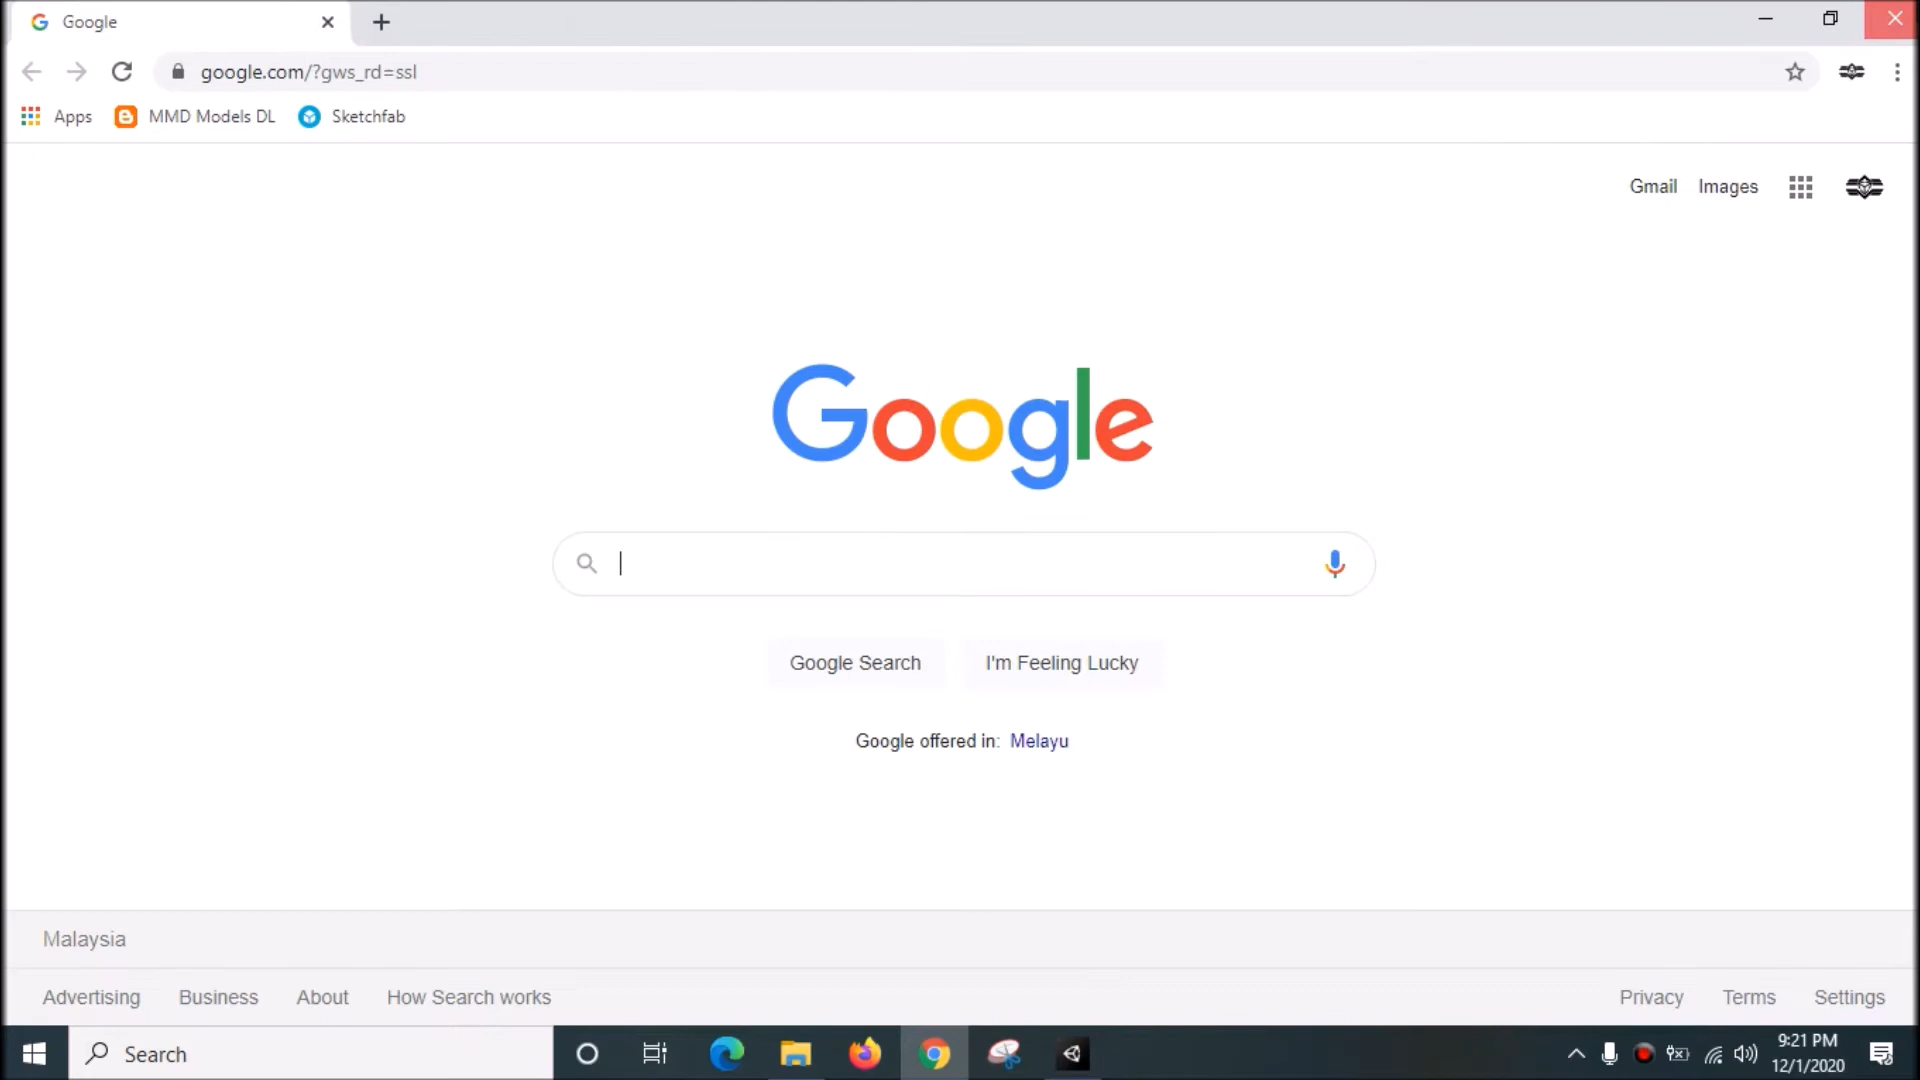 Google
google.com/?gws_rd=ssl
Apps MMD Models DL Sketchfab
Gmail Images
Google
Google Search I'm Feeling Lucky
Google offered in: Melayu
Malaysia
Advertising Business About How Search works Privacy Terms Settings
Search
9:21 PM
12/1/2020